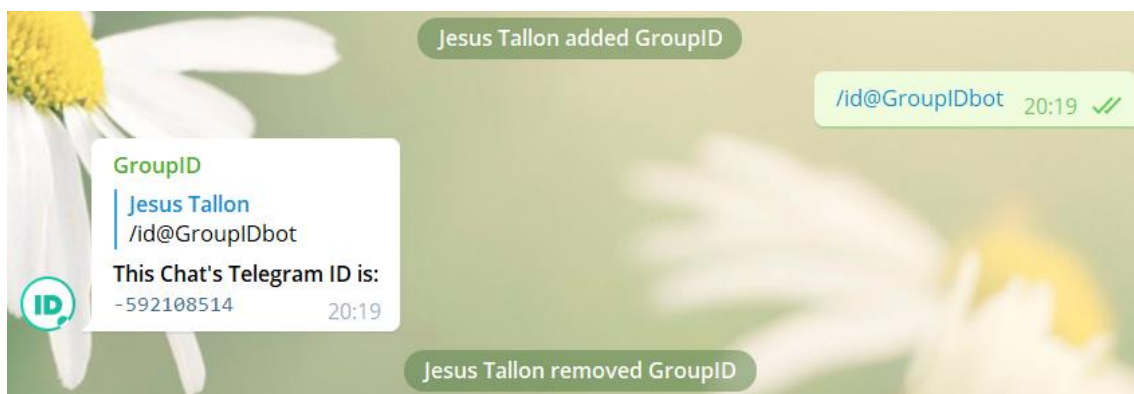 Jesus Tallon added GroupID
/id@GroupIDbot 20:19
GroupID
Jesus Tallon
/id@GroupIDbot
This Chat's Telegram ID is:
ID
-592108514 20:19
Jesus Tallon removed GroupID